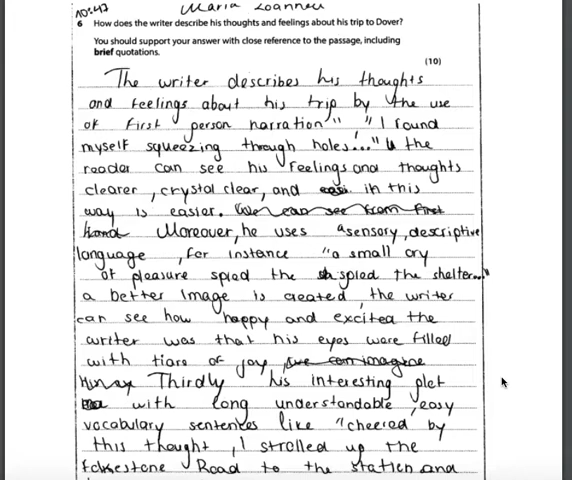 10:43
Maria Ioannou
6 How does the writer describe his thoughts and feelings about his trip to Dover?
You should support your answer with close reference to the passage, including
brief quotations.
(10)
The writer describes his thoughts
and feelings about his trip by the use
of first person narration" "I found
myself squeezing through holes..." the
reader can see his feelings and thoughts
clearer, crystal clear, and in this
way is easier. We can see from first
hand Moreover, he uses sensory, descriptive
language, for instance "a small cry
of pleasure spied the spied the shelter..."
a better image is created, the writer
can see how happy and excited the
writer was that his eyes were filled
with tiars of joy, we can imagine
Thirdly his interesting plet
with long understandable, easy
vocabulary sentences like "cheered by
this thought, I strolled up the
Folkestone Road to the station and